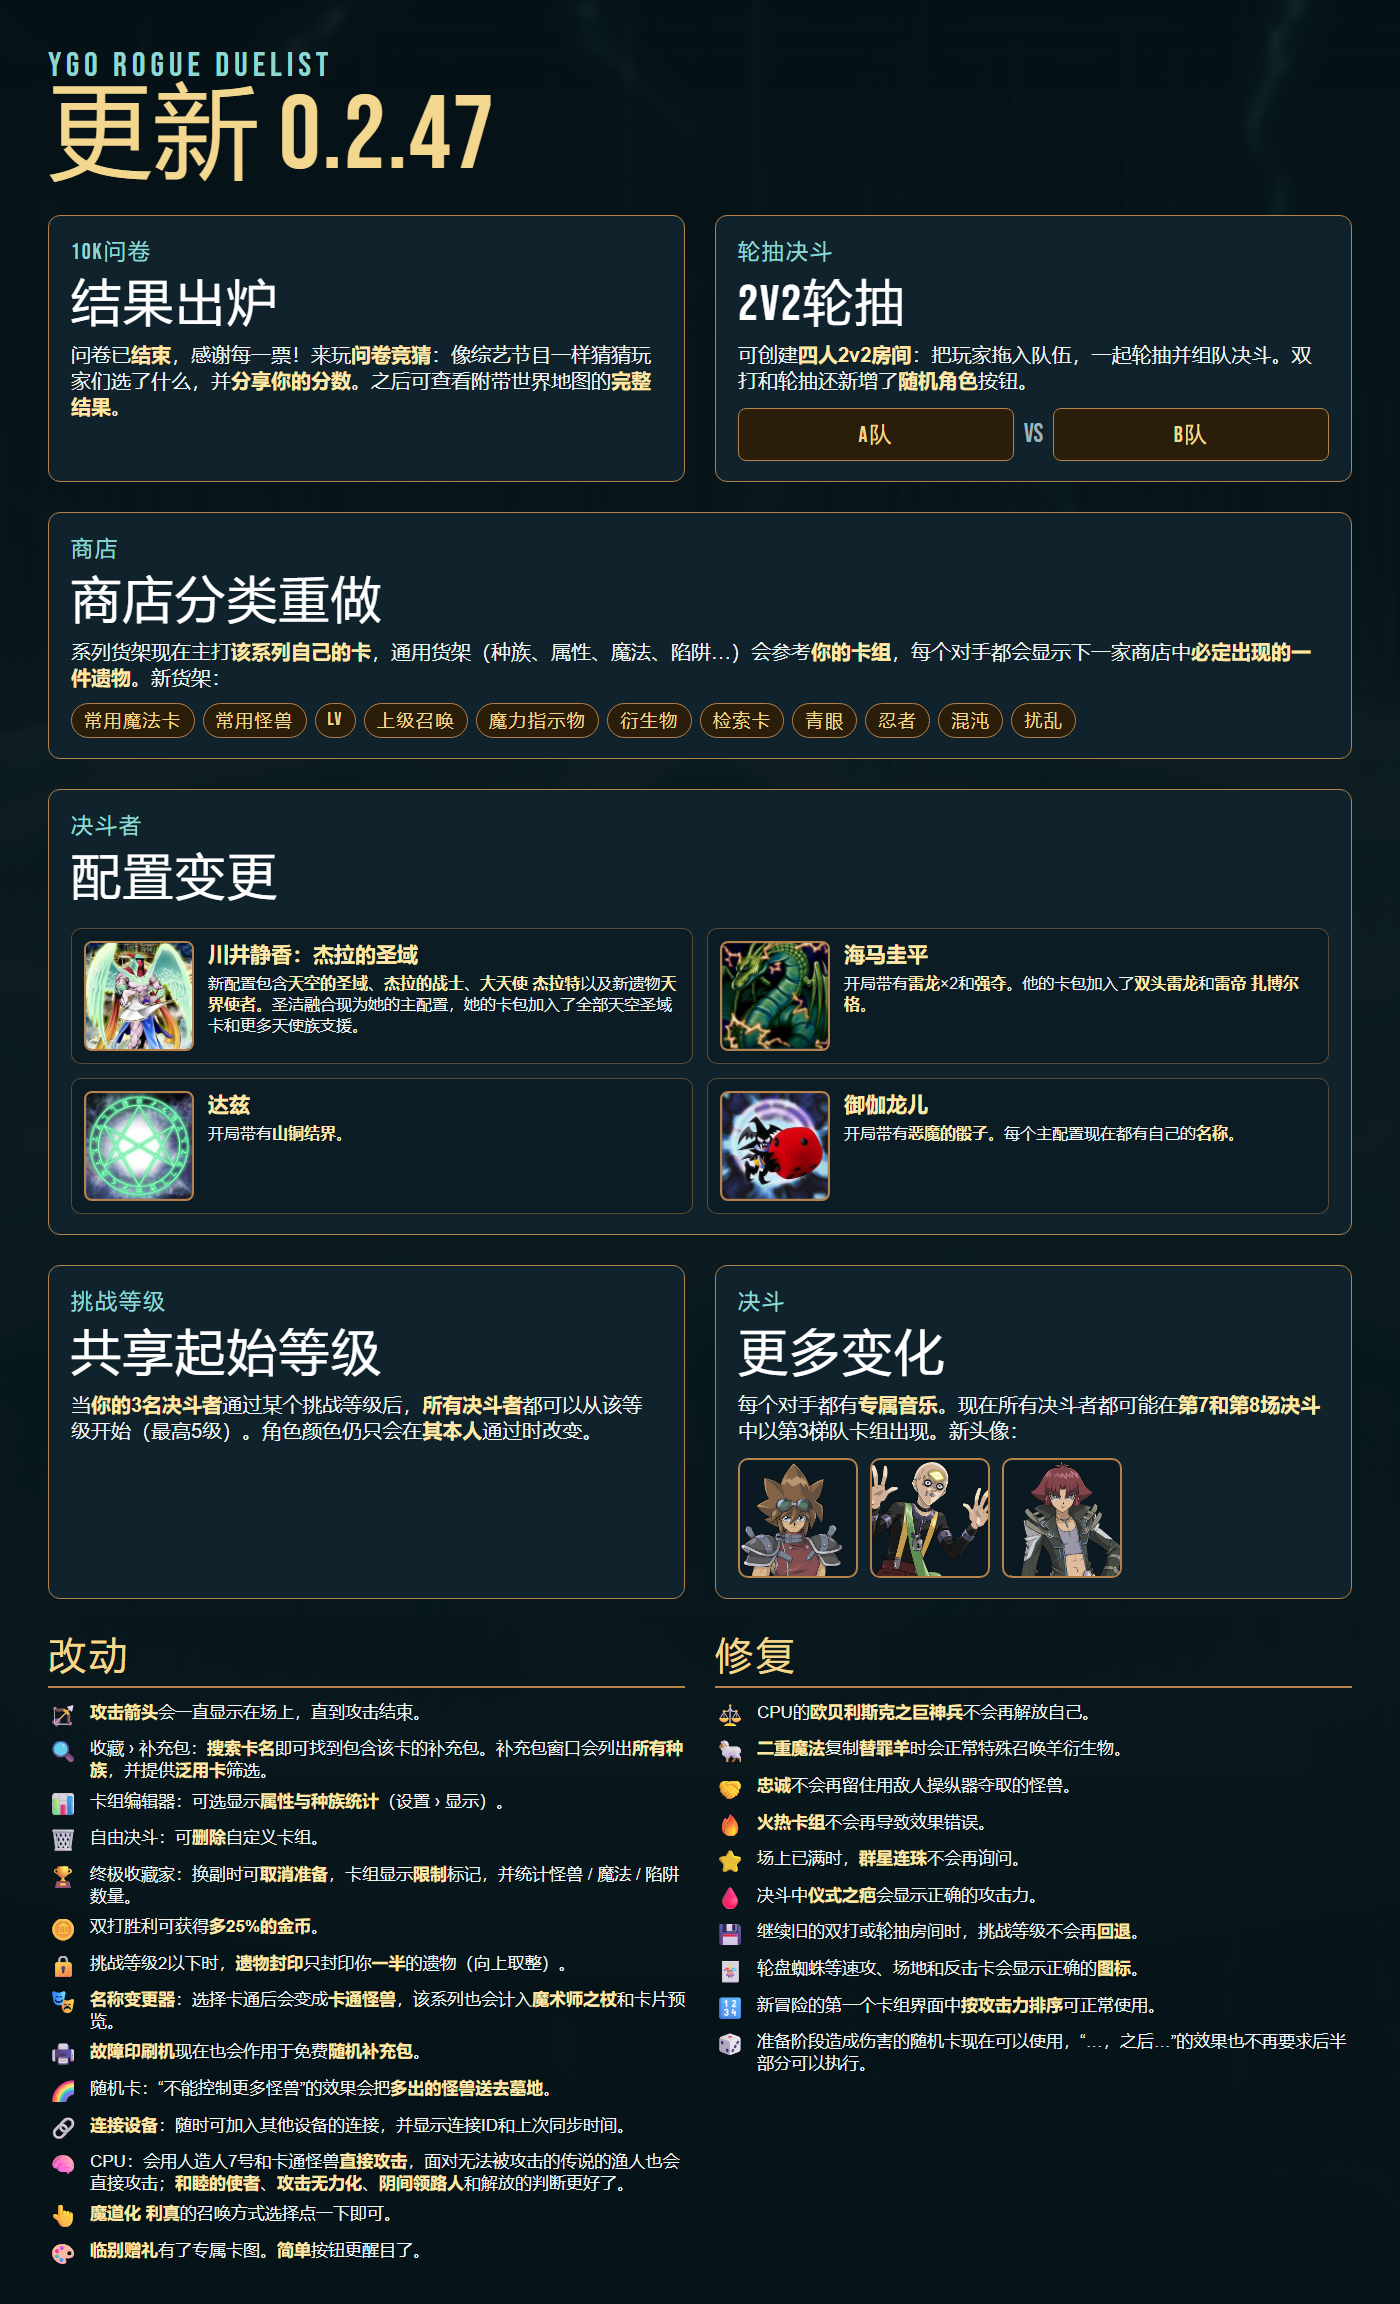 YGO ROGUE DUELIST
更新 0.2.47
10K问卷
结果出炉
问卷已结束，感谢每一票！来玩问卷竞猜：像综艺节目一样猜猜玩
家们选了什么，并分享你的分数。之后可查看附带世界地图的完整
结果。
轮抽决斗
2V2轮抽
可创建四人2v2房间：把玩家拖入队伍，一起轮抽并组队决斗。双
打和轮抽还新增了随机角色按钮。
A队 VS B队
商店
商店分类重做
系列货架现在主打该系列自己的卡，通用货架（种族、属性、魔法、陷阱…）会参考你的卡组，每个对手都会显示下一家商店中必定出现的一
件遗物。新货架：
常用魔法卡 常用怪兽 LV 上级召唤 魔力指示物 衍生物 检索卡 青眼 忍者 混沌 扰乱
决斗者
配置变更
川井静香：杰拉的圣域
新配置包含天空的圣域、杰拉的战士、大天使 杰拉特以及新遗物天
界使者。圣洁融合现为她的主配置，她的卡包加入了全部天空圣域
卡和更多天使族支援。
海马圭平
开局带有雷龙×2和强夺。他的卡包加入了双头雷龙和雷帝 扎博尔
格。
达兹
开局带有山铜结界。
御伽龙儿
开局带有恶魔的骰子。每个主配置现在都有自己的名称。
挑战等级
共享起始等级
当你的3名决斗者通过某个挑战等级后，所有决斗者都可以从该等
级开始（最高5级）。角色颜色仍只会在其本人通过时改变。
决斗
更多变化
每个对手都有专属音乐。现在所有决斗者都可能在第7和第8场决斗
中以第3梯队卡组出现。新头像：
改动
攻击箭头会一直显示在场上，直到攻击结束。
收藏 › 补充包：搜索卡名即可找到包含该卡的补充包。补充包窗口会列出所有种
族，并提供泛用卡筛选。
卡组编辑器：可选显示属性与种族统计（设置 › 显示）。
自由决斗：可删除自定义卡组。
终极收藏家：换副时可取消准备，卡组显示限制标记，并统计怪兽 / 魔法 / 陷阱
数量。
双打胜利可获得多25%的金币。
挑战等级2以下时，遗物封印只封印你一半的遗物（向上取整）。
名称变更器：选择卡通后会变成卡通怪兽，该系列也会计入魔术师之杖和卡片预
览。
故障印刷机现在也会作用于免费随机补充包。
随机卡：“不能控制更多怪兽”的效果会把多出的怪兽送去墓地。
连接设备：随时可加入其他设备的连接，并显示连接ID和上次同步时间。
CPU：会用人造人7号和卡通怪兽直接攻击，面对无法被攻击的传说的渔人也会
直接攻击；和睦的使者、攻击无力化、阴间领路人和解放的判断更好了。
魔道化 利真的召唤方式选择点一下即可。
临别赠礼有了专属卡图。简单按钮更醒目了。
修复
CPU的欧贝利斯克之巨神兵不会再解放自己。
二重魔法复制替罪羊时会正常特殊召唤羊衍生物。
忠诚不会再留住用敌人操纵器夺取的怪兽。
火热卡组不会再导致效果错误。
场上已满时，群星连珠不会再询问。
决斗中仪式之疤会显示正确的攻击力。
继续旧的双打或轮抽房间时，挑战等级不会再回退。
轮盘蜘蛛等速攻、场地和反击卡会显示正确的图标。
新冒险的第一个卡组界面中按攻击力排序可正常使用。
准备阶段造成伤害的随机卡现在可以使用，“…，之后…”的效果也不再要求后半
部分可以执行。